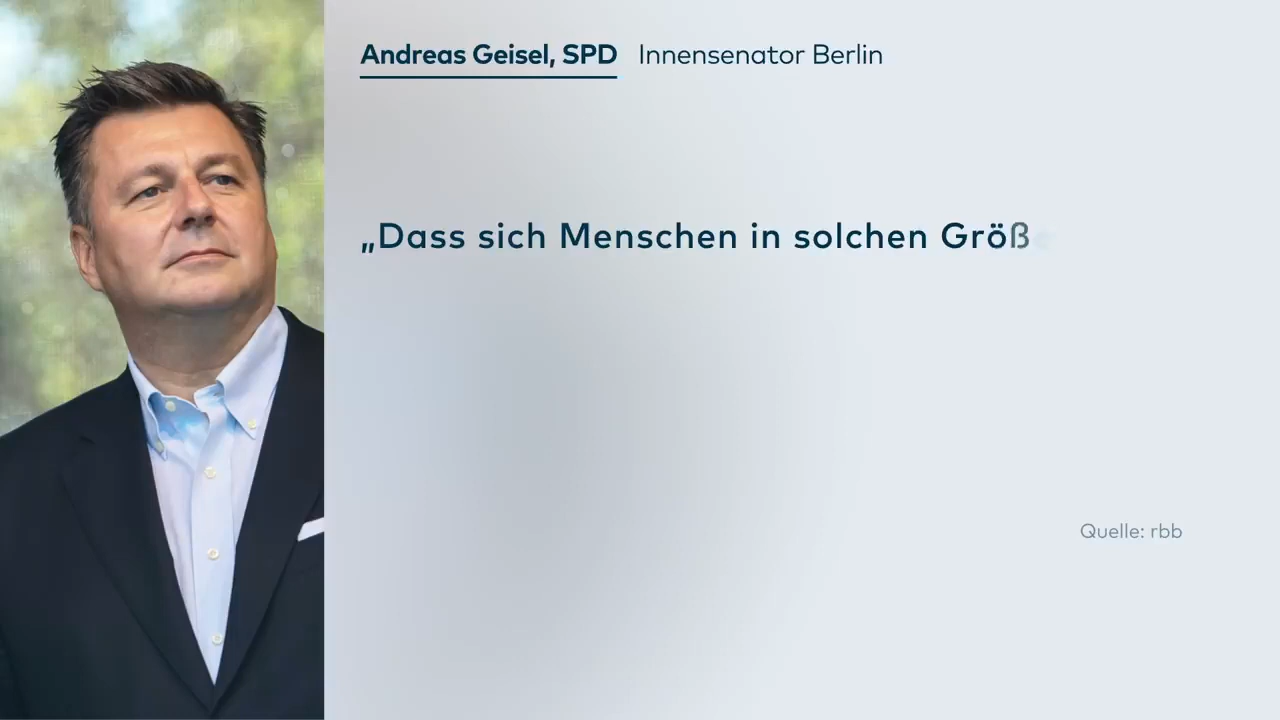 Andreas Geisel, SPD Innensenator Berlin
„Dass sich Menschen in solchen Größ
Quelle: rbb